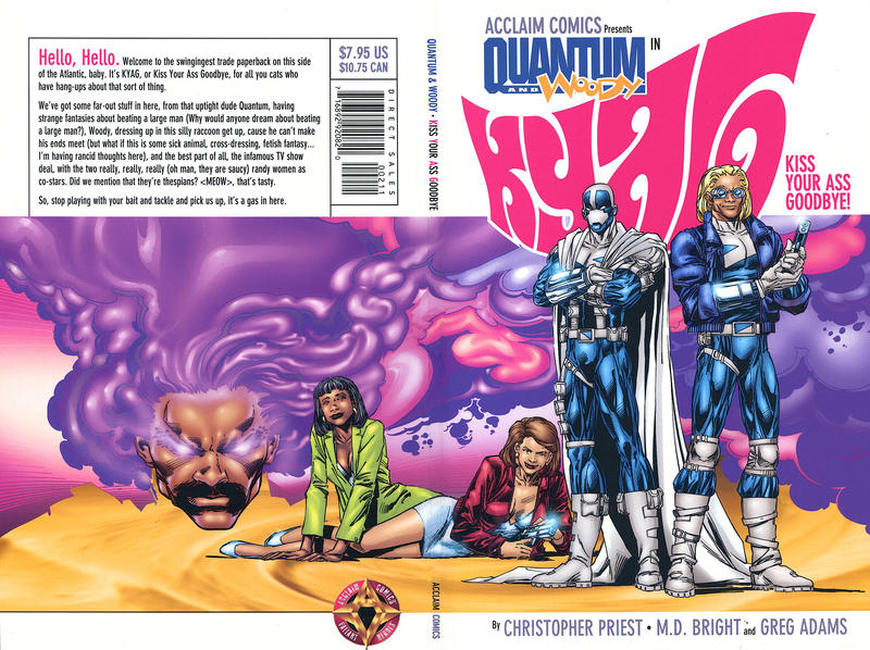 Hello, Hello. Welcome to the swingingest trade paperback on this side
of the Atlantic, baby. It's KYAG, or Kiss Your Ass Goodbye, for all you cats who
have hang-ups about that sort of thing.
We've got some far-out stuff in here, from that uptight dude Quantum, having
strange fantasies about beating a large man (Why would anyone dream about beating
a large man?), Woody, dressing up in this silly raccoon get up, cause he can't make
his ends meet (but what if this is some sick animal, cross-dressing, fetish fantasy...
I'm having rancid thoughts here), and the best part of all, the infamous TV show
deal, with the two really, really, really (oh man, they are saucy) randy women as
co-stars. Did we mention that they're thespians? <MEOW>, that's tasty.
So, stop playing with your bait and tackle and pick us up, it's a gas in here.
$7.95 US
$10.75 CAN
DIRECT SALES
00211
7 16692 92082 0
QUANTUM & WOODY • KISS YOUR ASS GOODBYE
ACCLAIM COMICS
ACCLAIM COMICS
VALIANT HEROES
ACCLAIM COMICS Presents
QUANTUM
AND WOODY
IN
KYAG
KISS
YOUR ASS
GOODBYE!
By CHRISTOPHER PRIEST • M.D. BRIGHT and GREG ADAMS